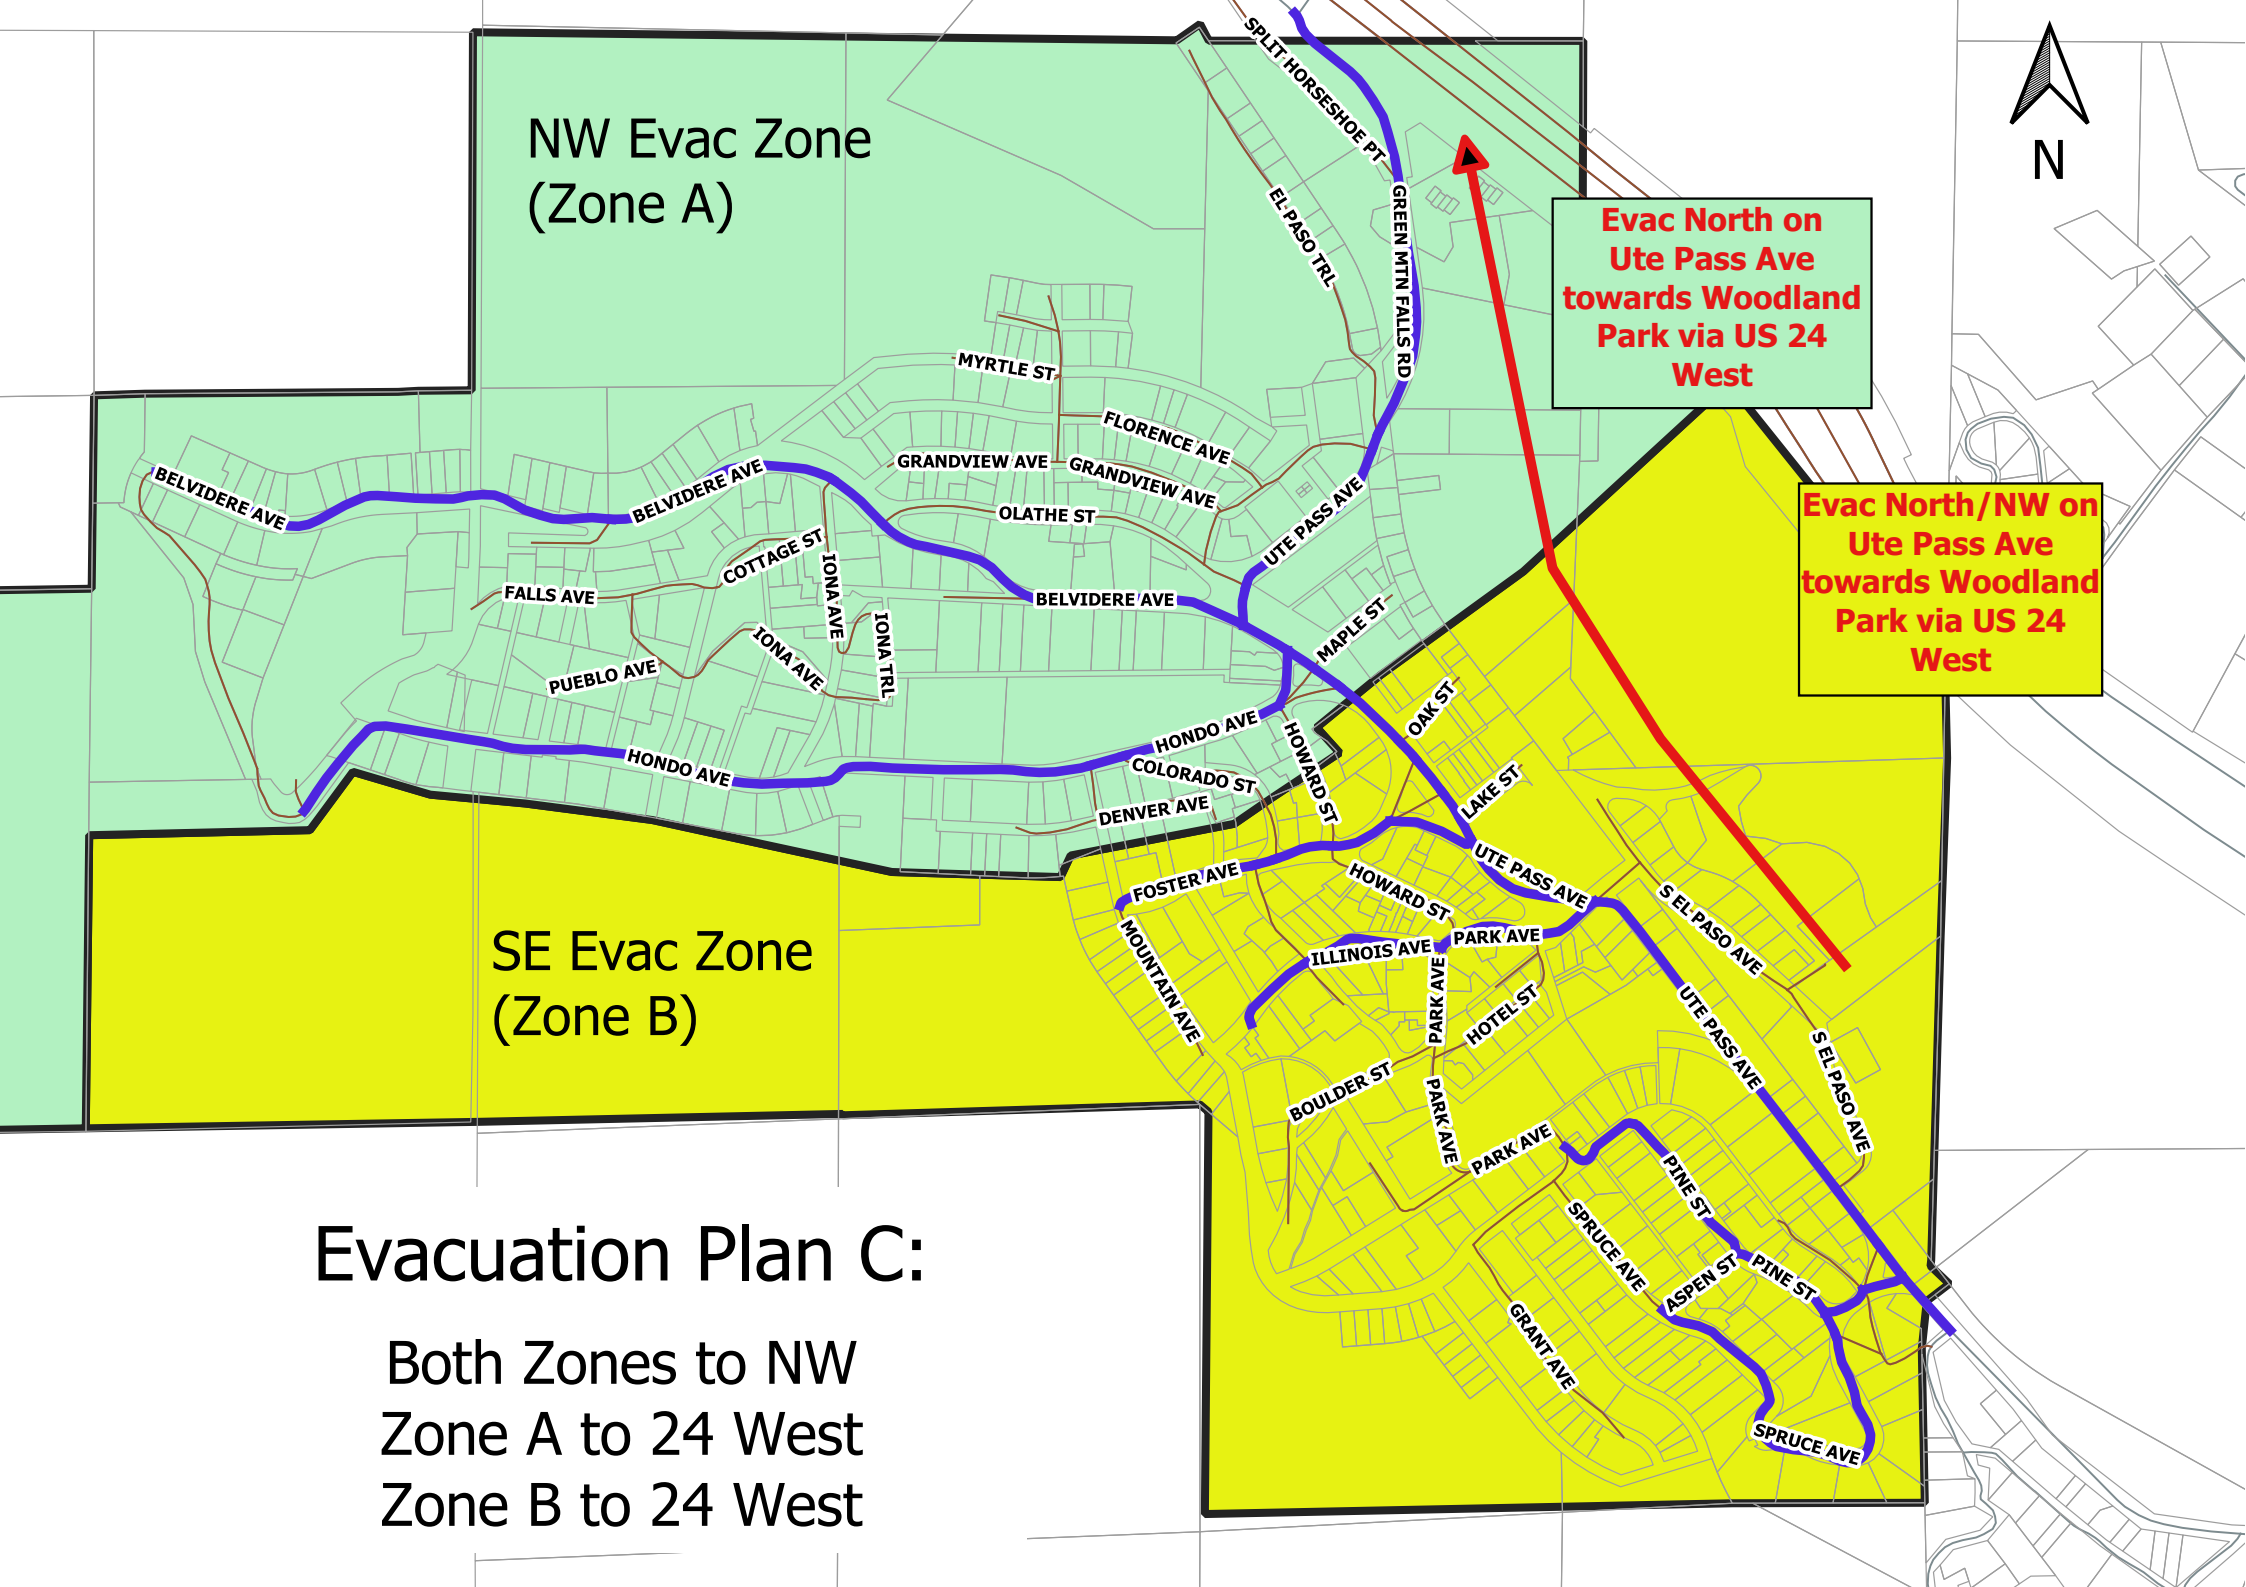 SPLIT HORSESHOE PT
NW Evac Zone
(Zone A)
N
EL PASO TRL
GREEN MTN FALLS RD
Evac North on
Ute Pass Ave
towards Woodland
Park via US 24
West
MYRTLE ST
FLORENCE AVE
GRANDVIEW AVE
GRANDVIEW AVE
BELVIDERE AVE
BELVIDERE AVE
OLATHE ST
UTE PASS AVE
Evac North/NW on
Ute Pass Ave
towards Woodland
Park via US 24
West
COTTAGE ST
IONA AVE
FALLS AVE
BELVIDERE AVE
MAPLE ST
IONA TRL
IONA AVE
PUEBLO AVE
OAK ST
HONDO AVE
HOWARD ST
HONDO AVE
COLORADO ST
LAKE ST
DENVER AVE
UTE PASS AVE
FOSTER AVE
HOWARD ST
S EL PASO AVE
SE Evac Zone
(Zone B)
MOUNTAIN AVE
ILLINOIS AVE
PARK AVE
PARK AVE
HOTEL ST
UTE PASS AVE
S EL PASO AVE
BOULDER ST
PARK AVE
PARK AVE
PINE ST
SPRUCE AVE
ASPEN ST
PINE ST
GRANT AVE
SPRUCE AVE
Evacuation Plan C:
Both Zones to NW
Zone A to 24 West
Zone B to 24 West